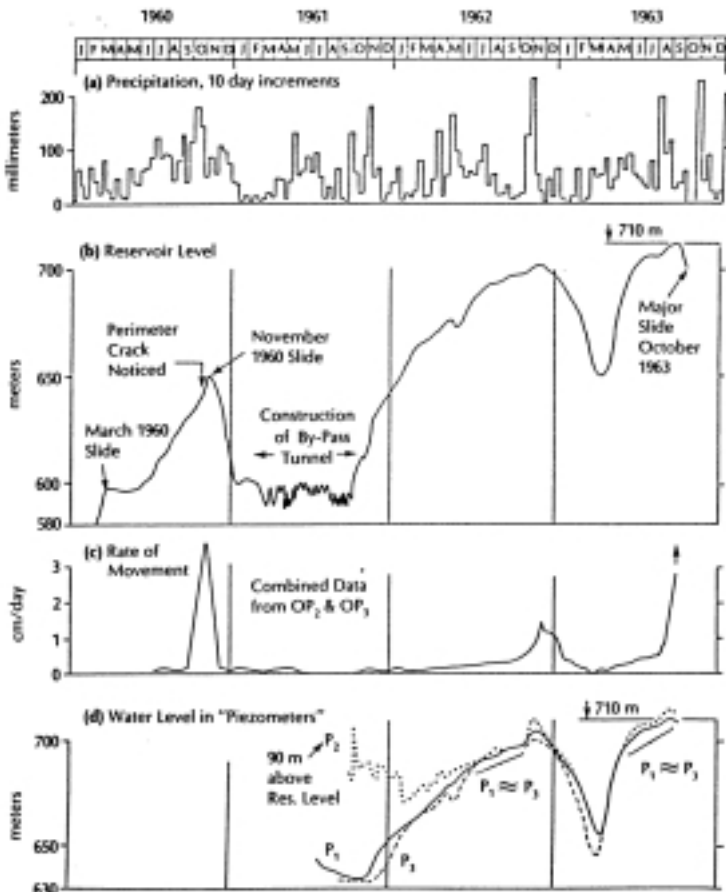 1960 1961 1962 1963
J F M A M J J A S O N D J F M A M J J A S O N D J F M A M J J A S O N D J F M A M J J A S O N D
(a) Precipitation, 10 day increments
millimeters
200
100
0
(b) Reservoir Level
710 m
meters
700
650
600
580
Perimeter
Crack
Noticed
November
1960 Slide
March 1960
Slide
Construction
of By-Pass
Tunnel
Major
Slide
October
1963
(c) Rate of
Movement
cm/day
3
2
1
0
Combined Data
from OP2 & OP3
(d) Water Level in "Piezometers"
710 m
meters
700
650
630
P2
90 m
above
Res. Level
P1
P3
P1 ≈ P3
P1 ≈ P3